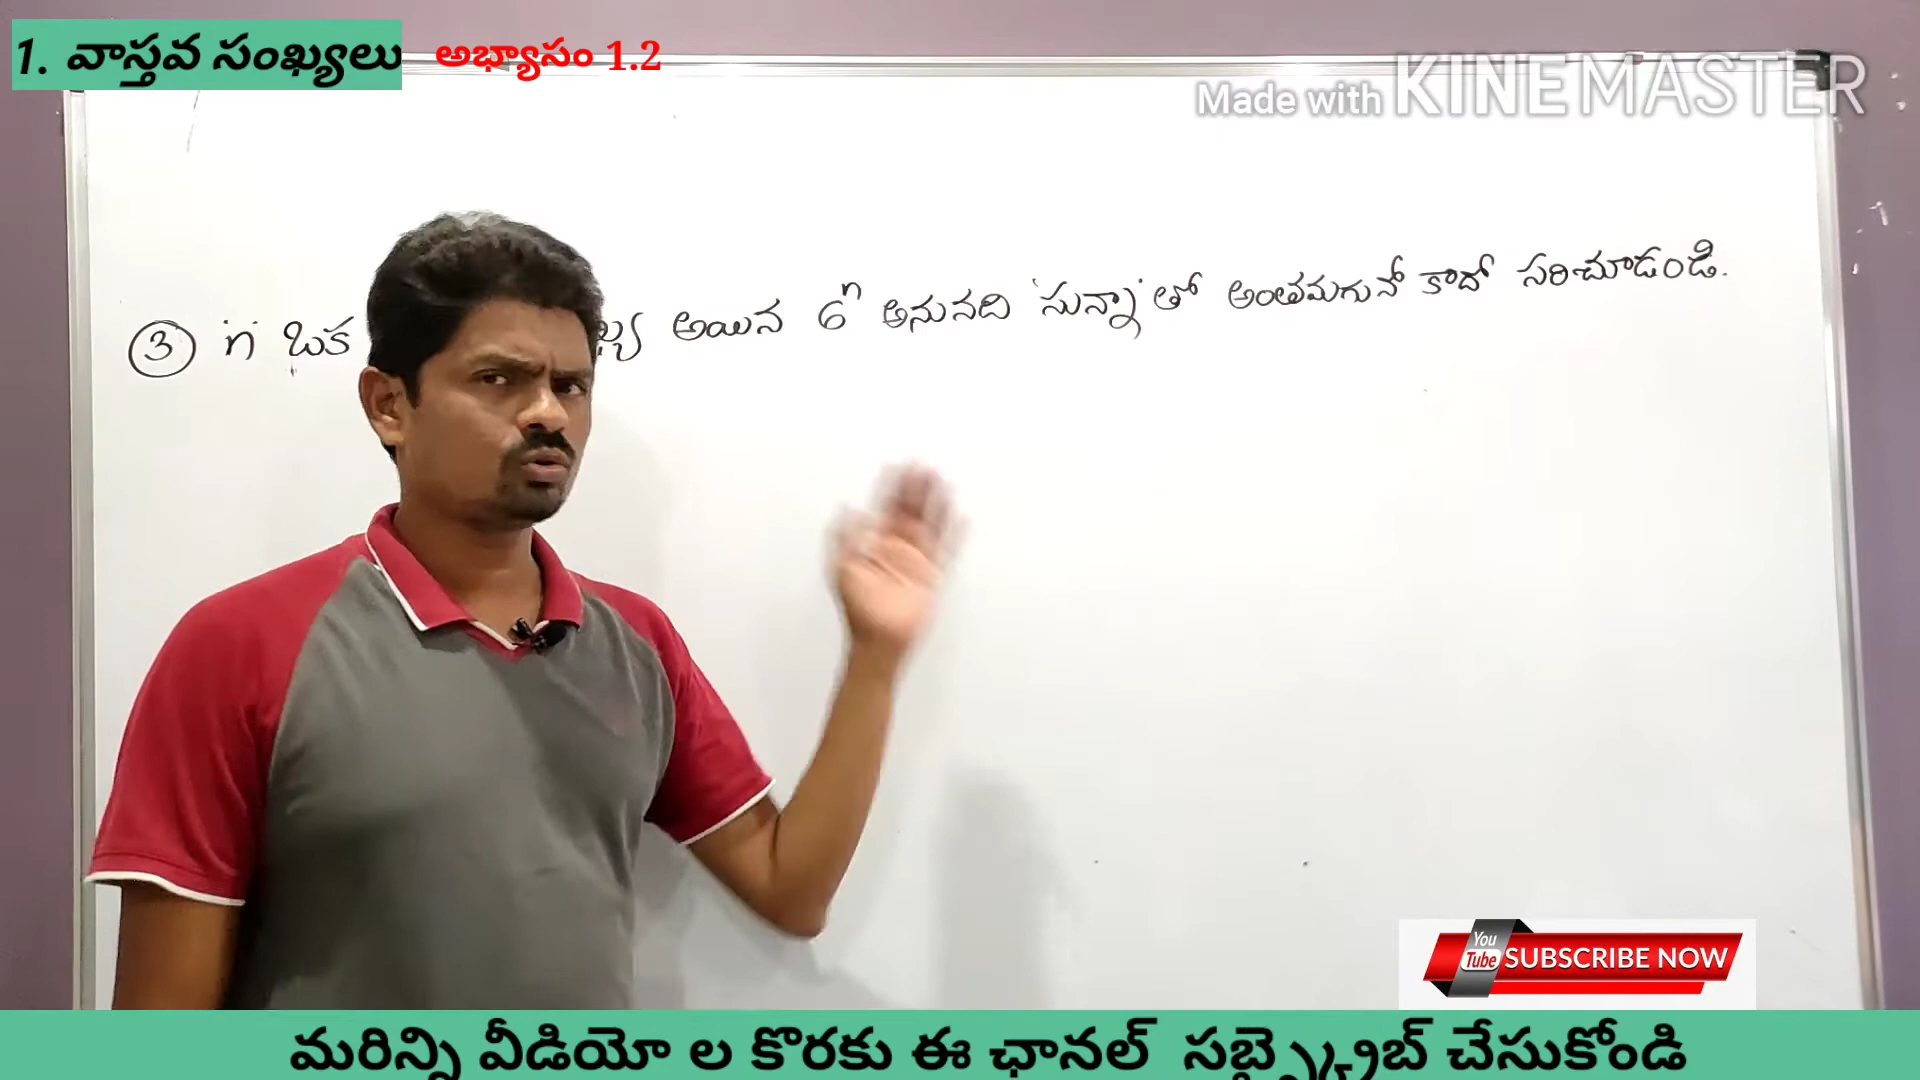 1. వాస్తవ సంఖ్యలు అభ్యాసం 1.2
Made with KINEMASTER
③ 'n' ఒక ఖ్య అయిన 6ⁿ అనునది 'సున్నా' తో అంతమగునో కాదో సరిచూడండి.
You Tube SUBSCRIBE NOW
మరిన్ని వీడియో ల కొరకు ఈ ఛానల్ సబ్స్క్రైబ్ చేసుకోండి